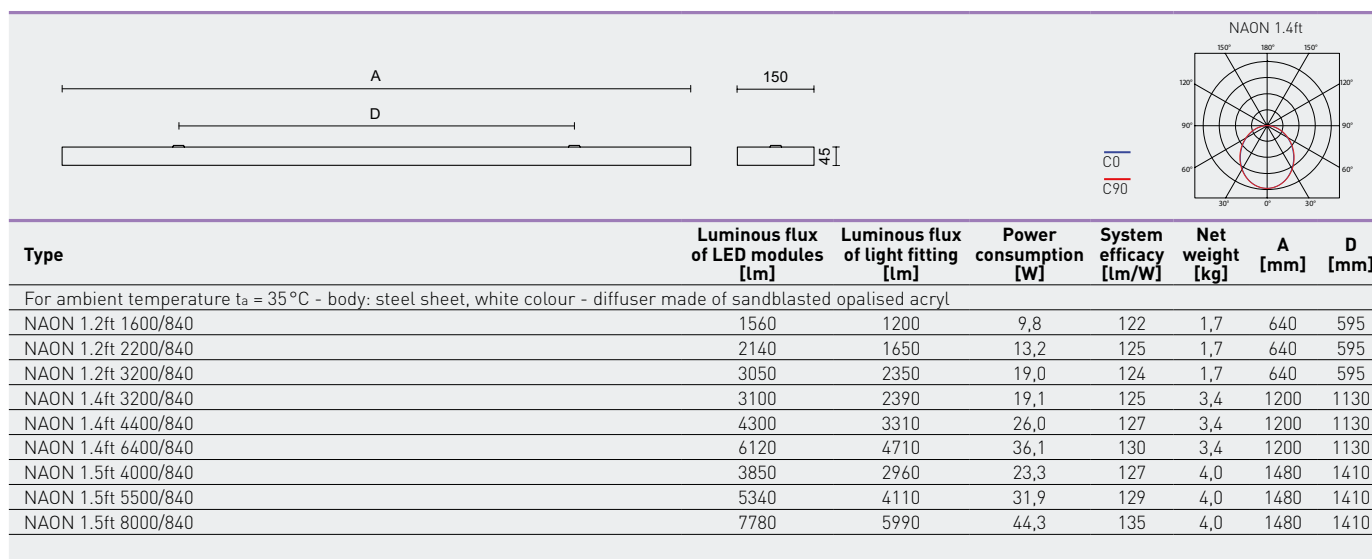 NAON 1.4ft
150° 180° 150°
A
150
120° 120°
D
90° 90°
45
C0
60° 60°
C90
30° 0° 30°
Type Luminous flux of LED modules [lm] Luminous flux of light fitting [lm] Power consumption [W] System efficacy [lm/W] Net weight [kg] A [mm] D [mm]
For ambient temperature ta = 35°C - body: steel sheet, white colour - diffuser made of sandblasted opalised acryl
NAON 1.2ft 1600/840 1560 1200 9,8 122 1,7 640 595
NAON 1.2ft 2200/840 2140 1650 13,2 125 1,7 640 595
NAON 1.2ft 3200/840 3050 2350 19,0 124 1,7 640 595
NAON 1.4ft 3200/840 3100 2390 19,1 125 3,4 1200 1130
NAON 1.4ft 4400/840 4300 3310 26,0 127 3,4 1200 1130
NAON 1.4ft 6400/840 6120 4710 36,1 130 3,4 1200 1130
NAON 1.5ft 4000/840 3850 2960 23,3 127 4,0 1480 1410
NAON 1.5ft 5500/840 5340 4110 31,9 129 4,0 1480 1410
NAON 1.5ft 8000/840 7780 5990 44,3 135 4,0 1480 1410